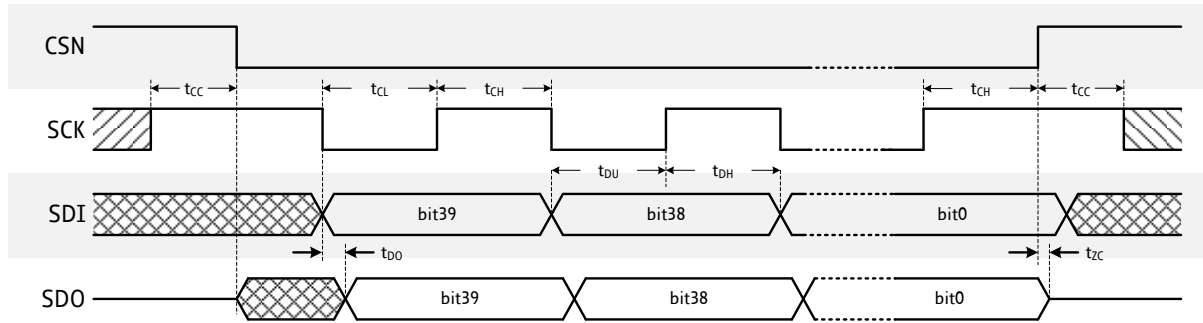 CSN
tCC tCL tCH tCH tCC
SCK
tDU tDH
SDI bit39 bit38 bit0
tDO tZC
SDO bit39 bit38 bit0